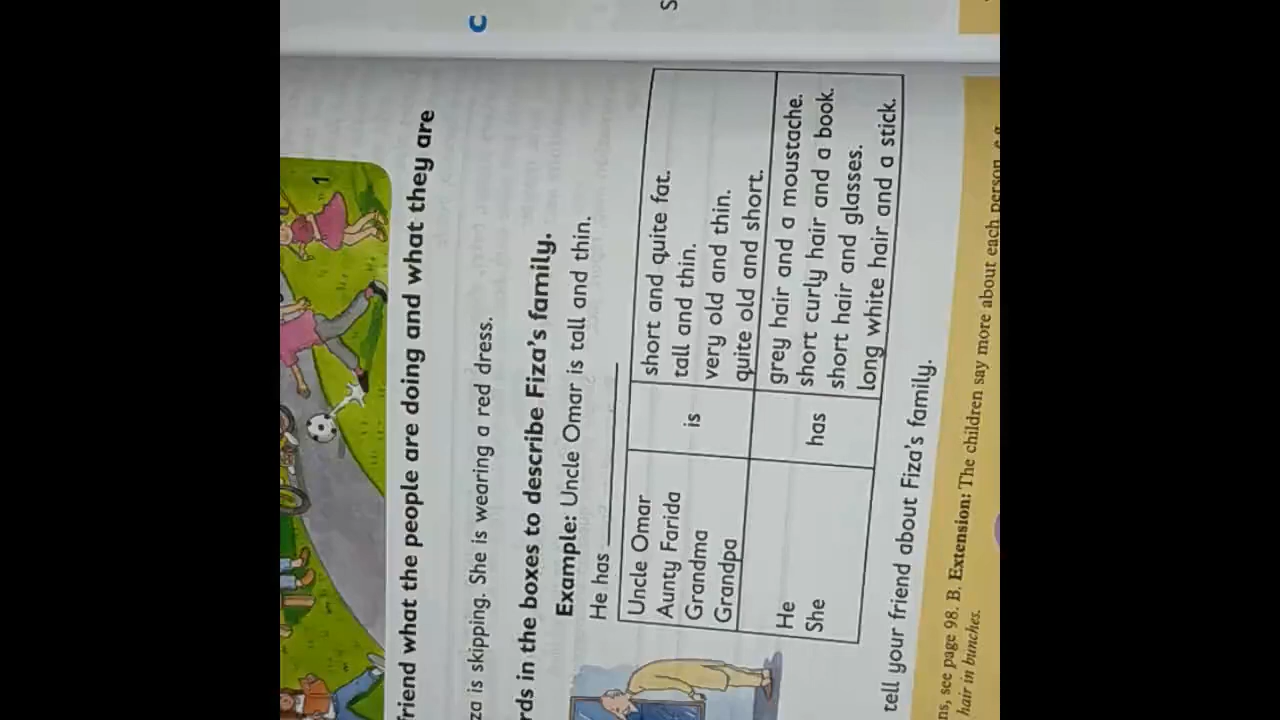 1
friend what the people are doing and what they are
is skipping. She is wearing a red dress.
in the boxes to describe Fiza's family.
Example: Uncle Omar is tall and thin.
He has
Uncle Omar
Aunty Farida
Grandma
Grandpa
is
short and quite fat.
tall and thin.
very old and thin.
quite old and short.
He
She
has
grey hair and a moustache.
short curly hair and a book.
short hair and glasses.
long white hair and a stick.
tell your friend about Fiza's family.
see page 98. B. Extension: The children say more about each person, e.g.
hair in bunches.
C